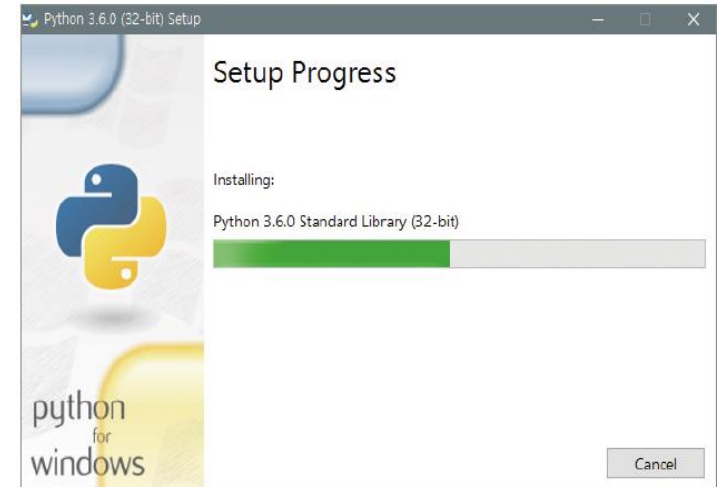 Python 3.6.0 (32-bit) Setup
Setup Progress
Installing:
Python 3.6.0 Standard Library (32-bit)
python
for
windows
Cancel